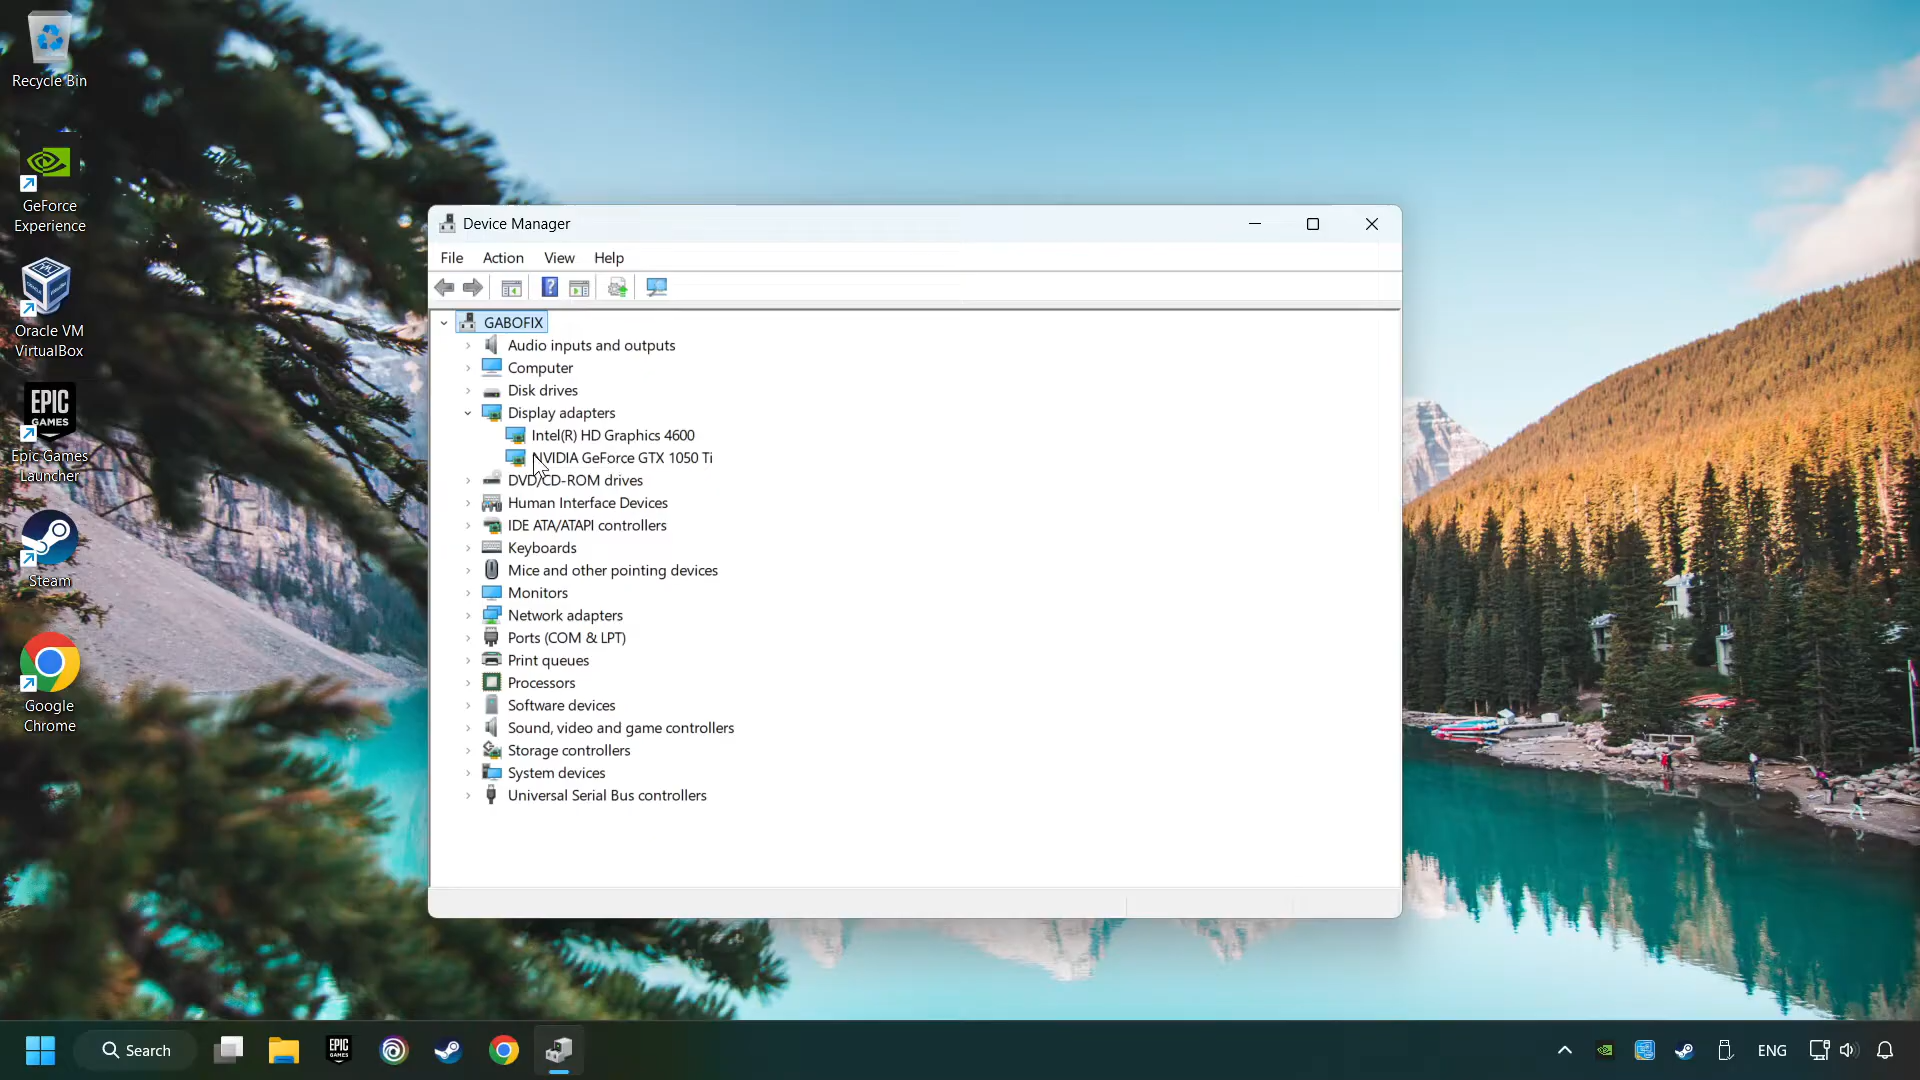 Recycle Bin
GeForce
Experience
Oracle VM
VirtualBox
EPIC
GAMES
Epic Games
Launcher
Steam
Google
Chrome
Device Manager
File Action View Help
GABOFIX
Audio inputs and outputs
Computer
Disk drives
Display adapters
Intel(R) HD Graphics 4600
NVIDIA GeForce GTX 1050 Ti
DVD/CD-ROM drives
Human Interface Devices
IDE ATA/ATAPI controllers
Keyboards
Mice and other pointing devices
Monitors
Network adapters
Ports (COM & LPT)
Print queues
Processors
Software devices
Sound, video and game controllers
Storage controllers
System devices
Universal Serial Bus controllers
Search
EPIC
GAMES
ENG